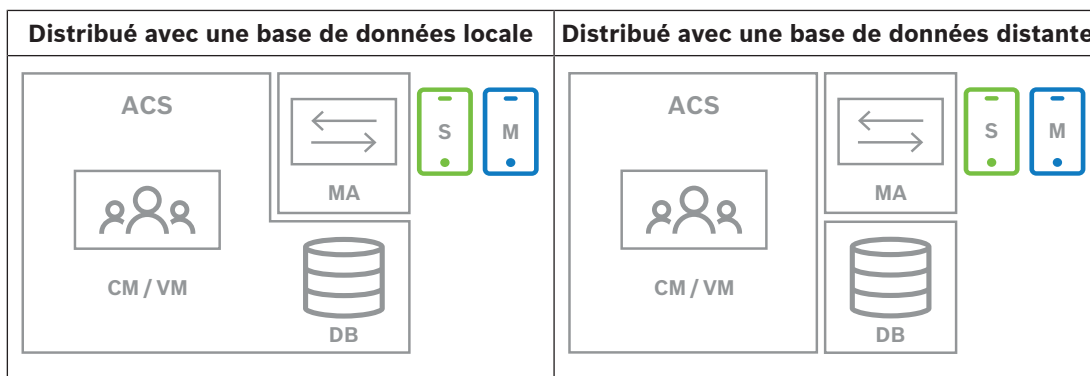 Distribué avec une base de données locale
Distribué avec une base de données distante
ACS
S
M
MA
CM / VM
DB
ACS
S
M
MA
CM / VM
DB